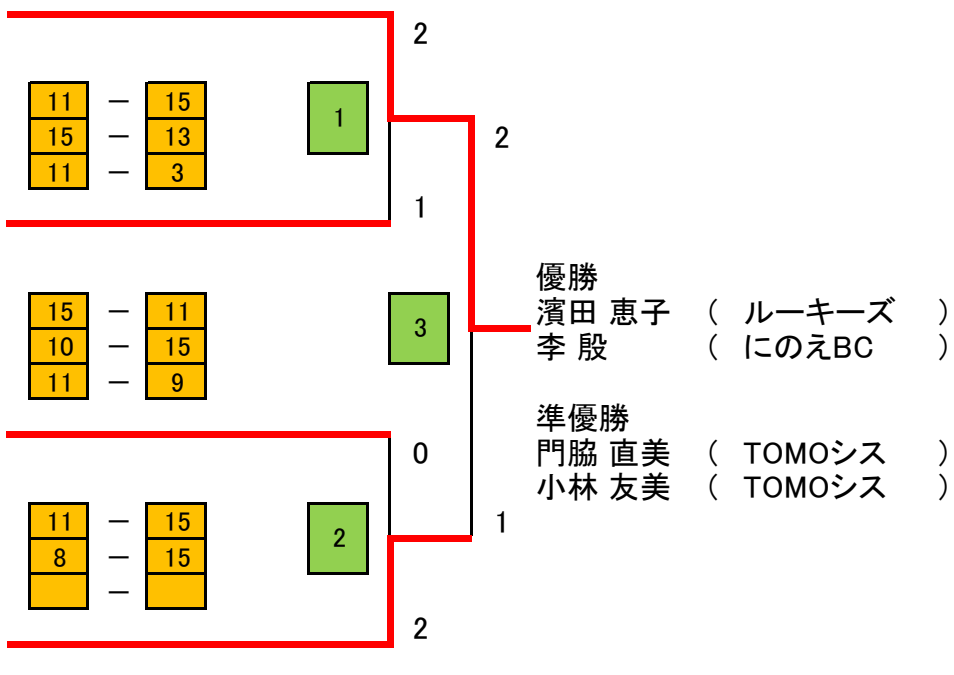 2
11 － 15
15 － 13
11 － 3
1
2
1
優勝
濱田 恵子 （ ルーキーズ ）
李 殷 （ にのえBC ）
15 － 11
10 － 15
11 － 9
3
準優勝
門脇 直美 （ TOMOシス ）
小林 友美 （ TOMOシス ）
0
11 － 15
8 － 15
－
2
1
2